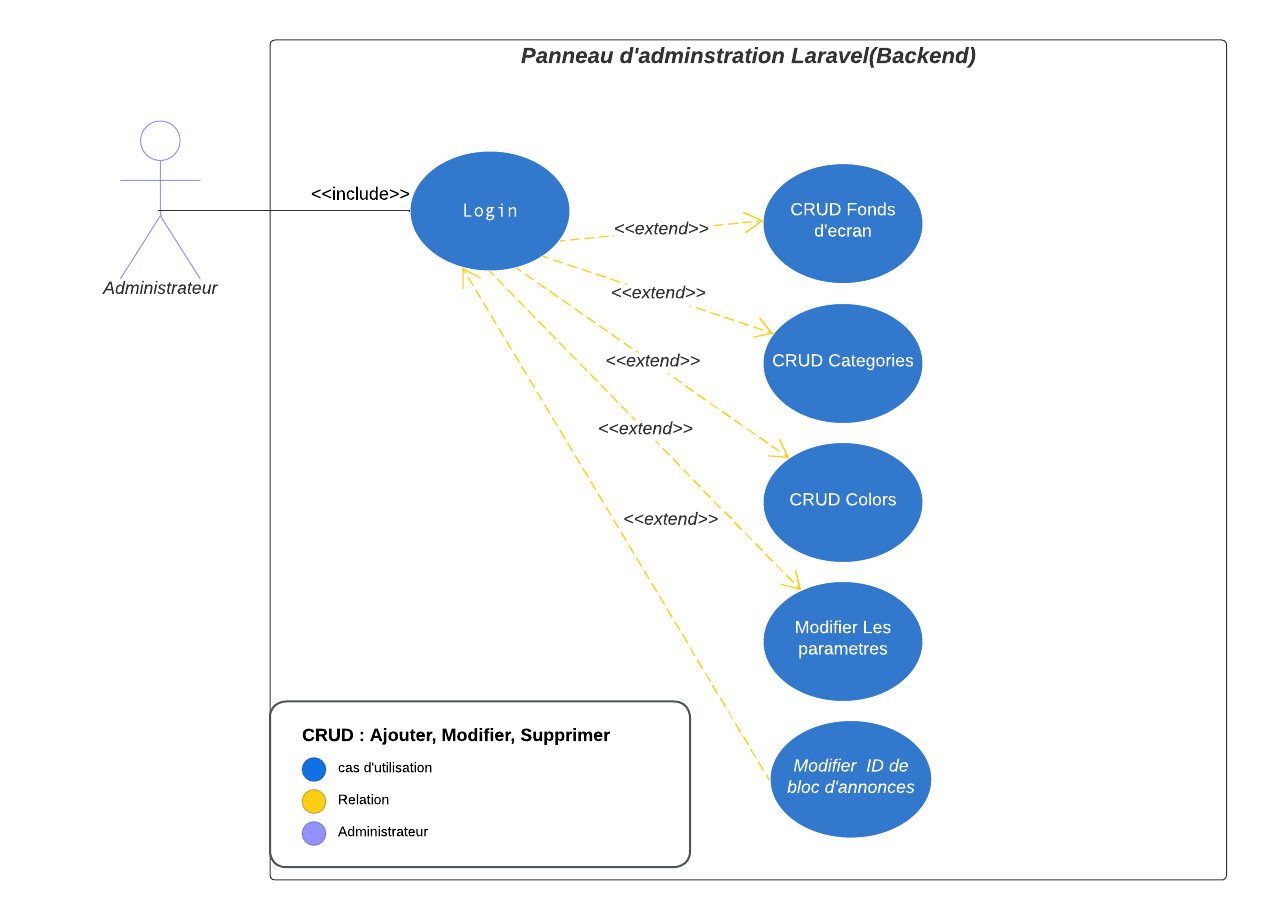 Panneau d'adminstration Laravel(Backend)
<<include>>
Login
Administrateur
<<extend>>
CRUD Fonds
d'ecran
<<extend>>
CRUD Categories
<<extend>>
<<extend>>
CRUD Colors
<<extend>>
Modifier Les
parametres
Modifier ID de
bloc d'annonces
CRUD : Ajouter, Modifier, Supprimer
cas d'utilisation
Relation
Administrateur